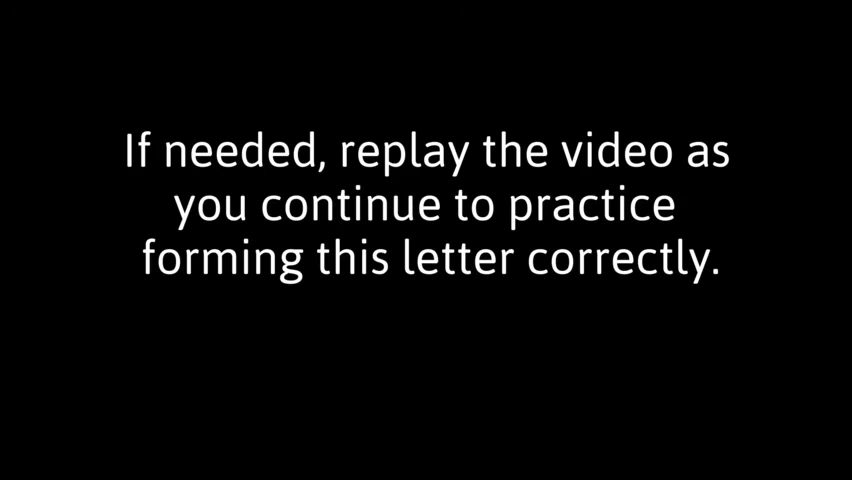 If needed, replay the video as
you continue to practice
forming this letter correctly.